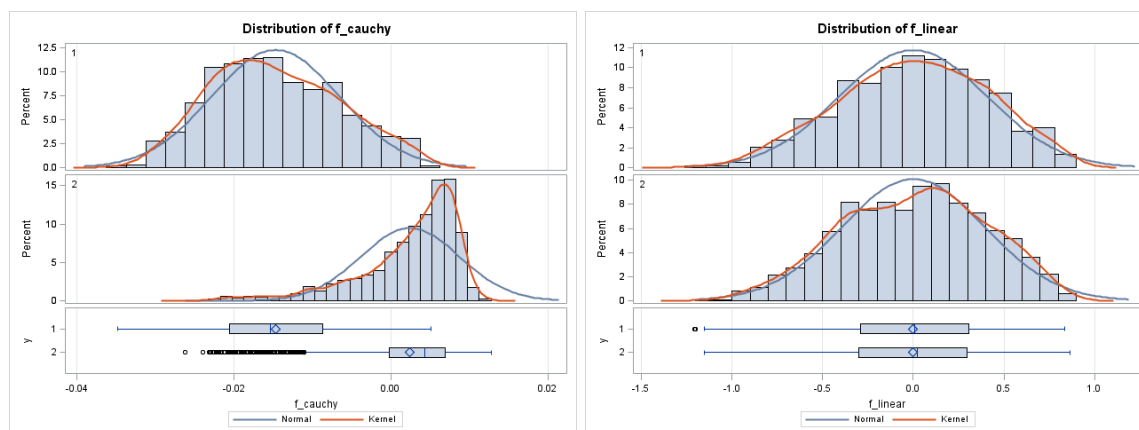 Distribution of f_cauchy
12.5
10.0
7.5
5.0
2.5
0.0
Percent
1
15
10
5
0
Percent
2
1
2
y
-0.04
-0.02
0.00
0.02
f_cauchy
Normal
Kernel
Distribution of f_linear
12
10
8
6
4
2
0
Percent
1
10
8
6
4
2
0
Percent
2
1
2
y
-1.5
-1.0
-0.5
0.0
0.5
1.0
f_linear
Normal
Kernel